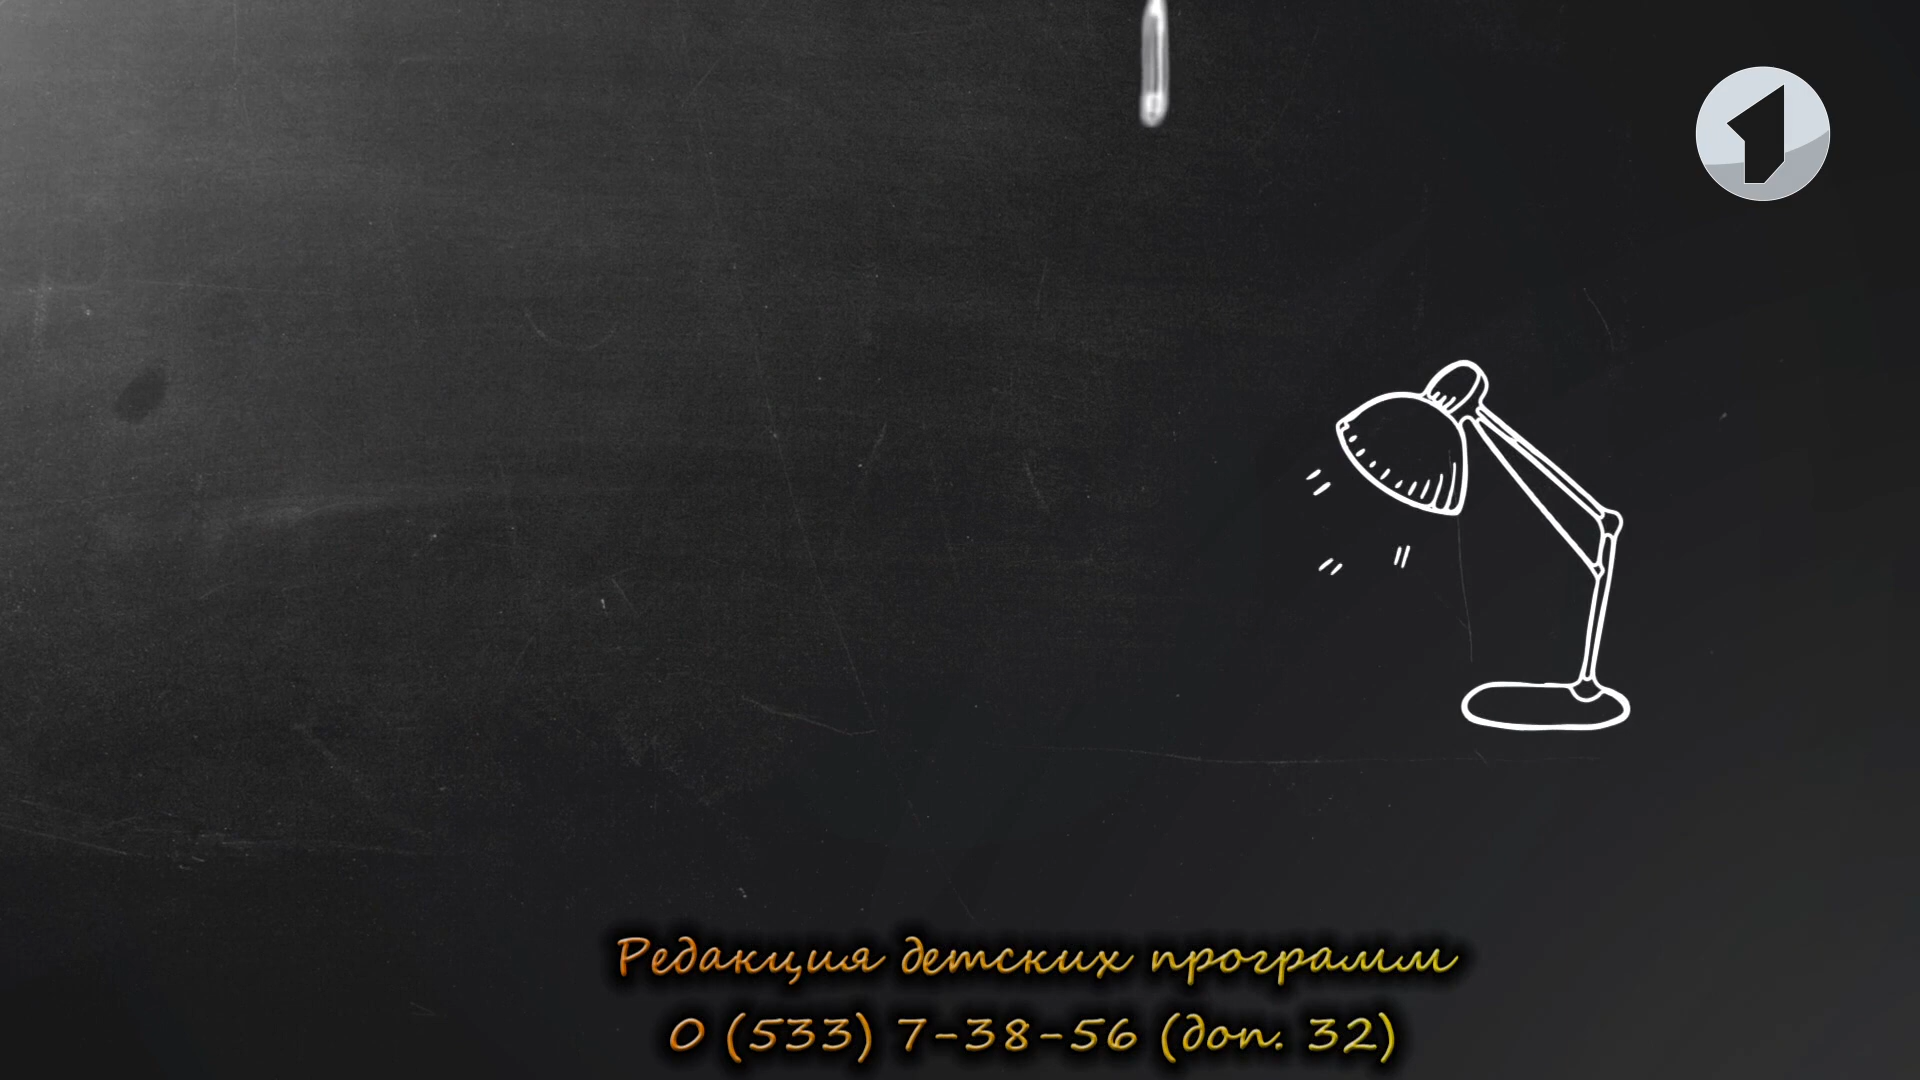 Редакция детских программ
0 (533) 7-38-56 (доп. 32)